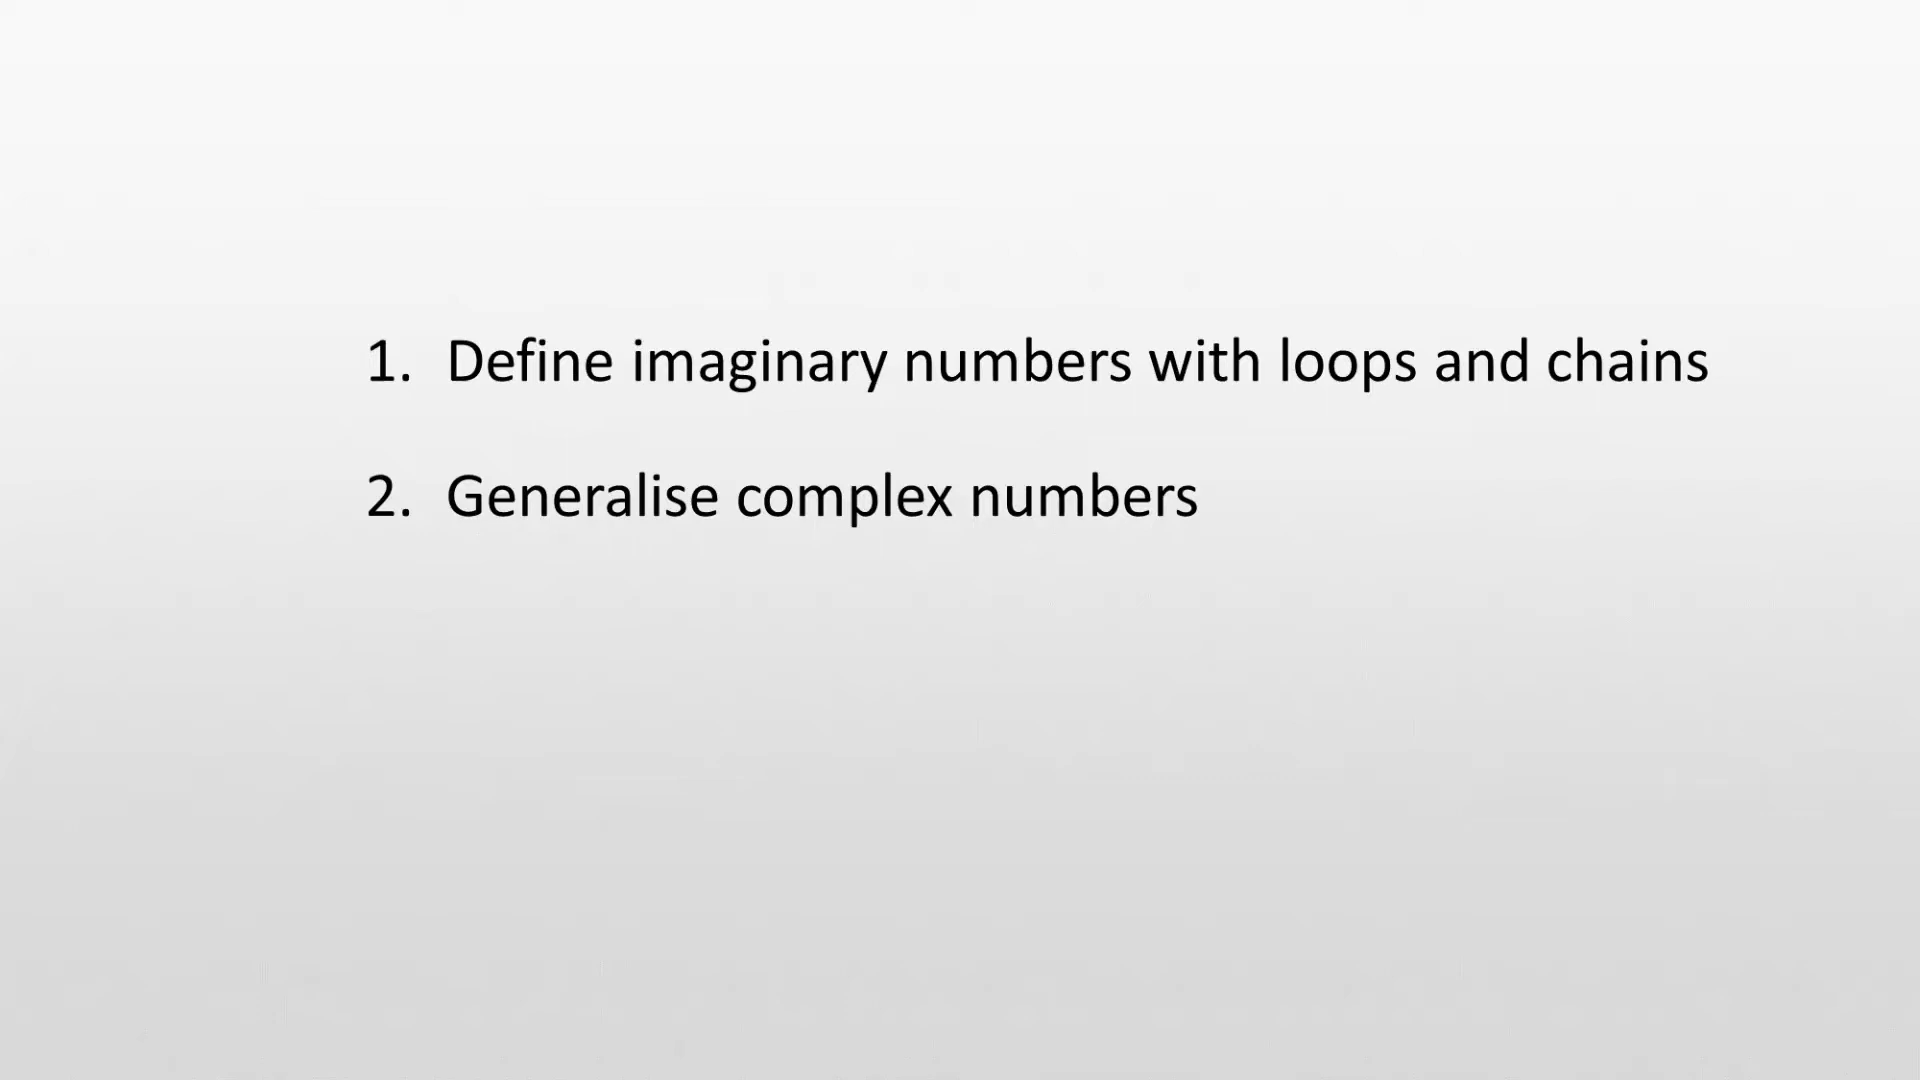 1. Define imaginary numbers with loops and chains
2. Generalise complex numbers